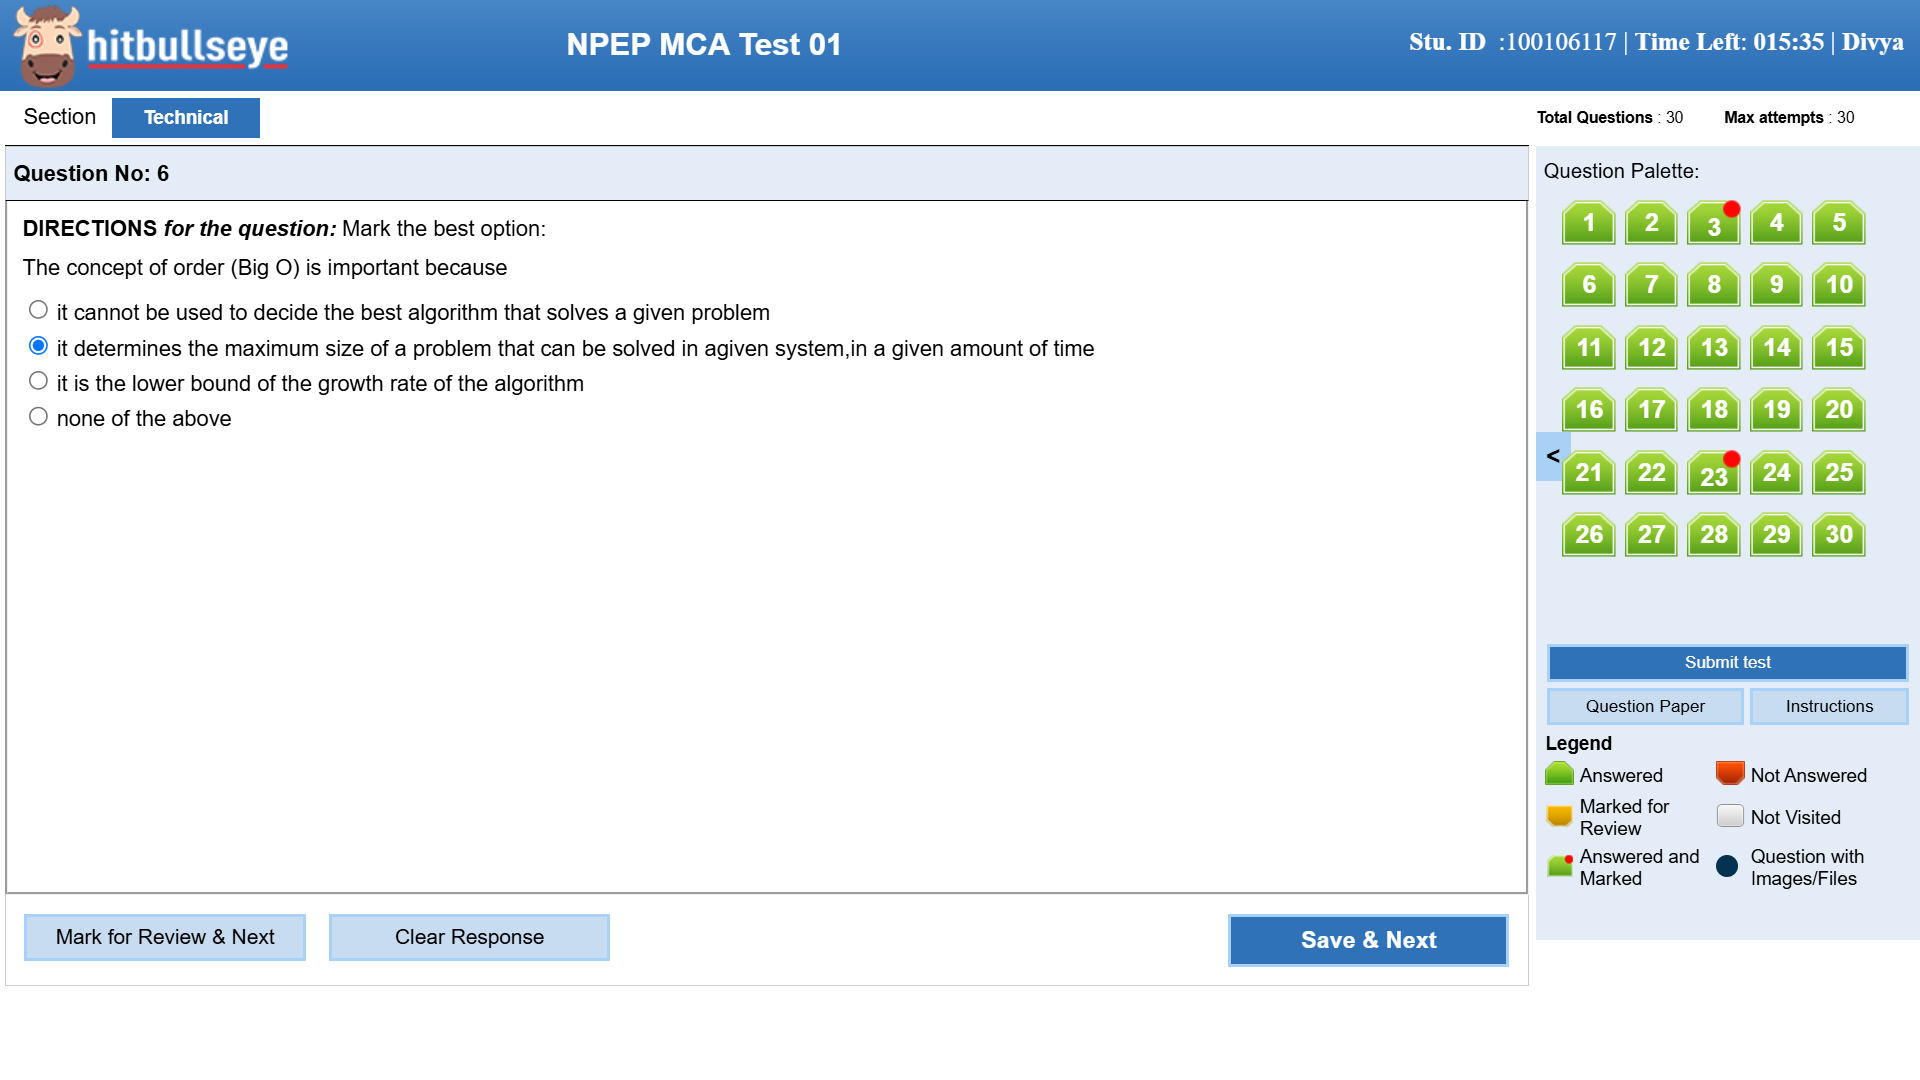 hitbullseye
NPEP MCA Test 01
Stu. ID :100106117 | Time Left: 015:35 | Divya
Section
Technical
Total Questions : 30
Max attempts : 30
Question No: 6
DIRECTIONS for the question: Mark the best option:
The concept of order (Big O) is important because
it cannot be used to decide the best algorithm that solves a given problem
it determines the maximum size of a problem that can be solved in agiven system,in a given amount of time
it is the lower bound of the growth rate of the algorithm
none of the above
Mark for Review & Next
Clear Response
Save & Next
Question Palette:
1 2 3 4 5
6 7 8 9 10
11 12 13 14 15
16 17 18 19 20
<
21 22 23 24 25
26 27 28 29 30
Submit test
Question Paper
Instructions
Legend
Answered
Not Answered
Marked for
Review
Not Visited
Answered and
Marked
Question with
Images/Files